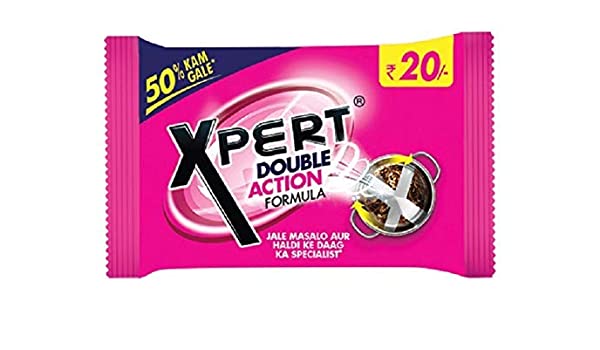 50% KAM
GALE*
₹ 20/-
XPERT®
DOUBLE
ACTION
FORMULA
JALE MASALO AUR
HALDI KE DAAG
KA SPECIALIST*